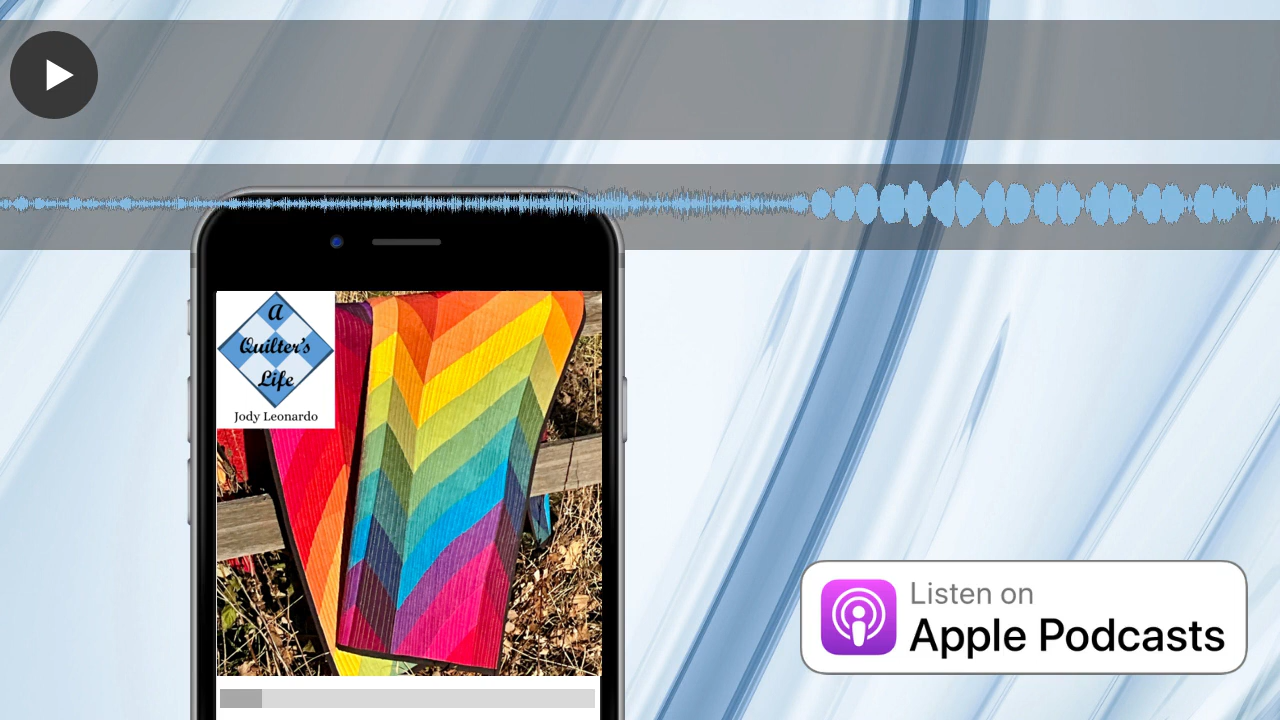 A
Quilter's
Life
Jody Leonardo
Listen on
Apple Podcasts